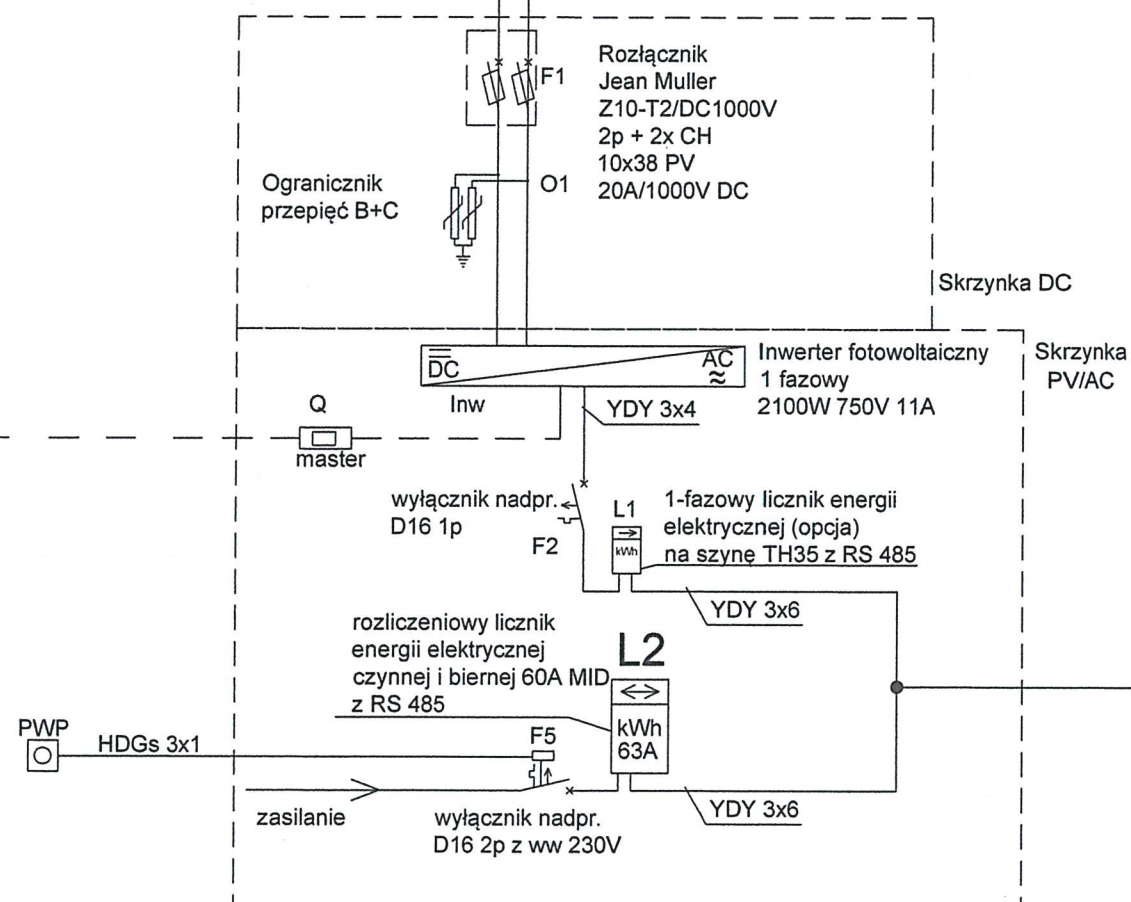 F1
Rozłącznik
Jean Muller
Z10-T2/DC1000V
2p + 2x CH
10x38 PV
20A/1000V DC
Ogranicznik
przepięć B+C
O1
Skrzynka DC
DC
AC
Inw
Inwerter fotowoltaiczny
1 fazowy
2100W 750V 11A
Skrzynka
PV/AC
YDY 3x4
Q
master
wyłącznik nadpr.
D16 1p
F2
L1
kWh
1-fazowy licznik energii
elektrycznej (opcja)
na szynę TH35 z RS 485
YDY 3x6
rozliczeniowy licznik
energii elektrycznej
czynnej i biernej 60A MID
z RS 485
L2
kWh
63A
PWP
HDGs 3x1
F5
zasilanie
wyłącznik nadpr.
D16 2p z ww 230V
YDY 3x6